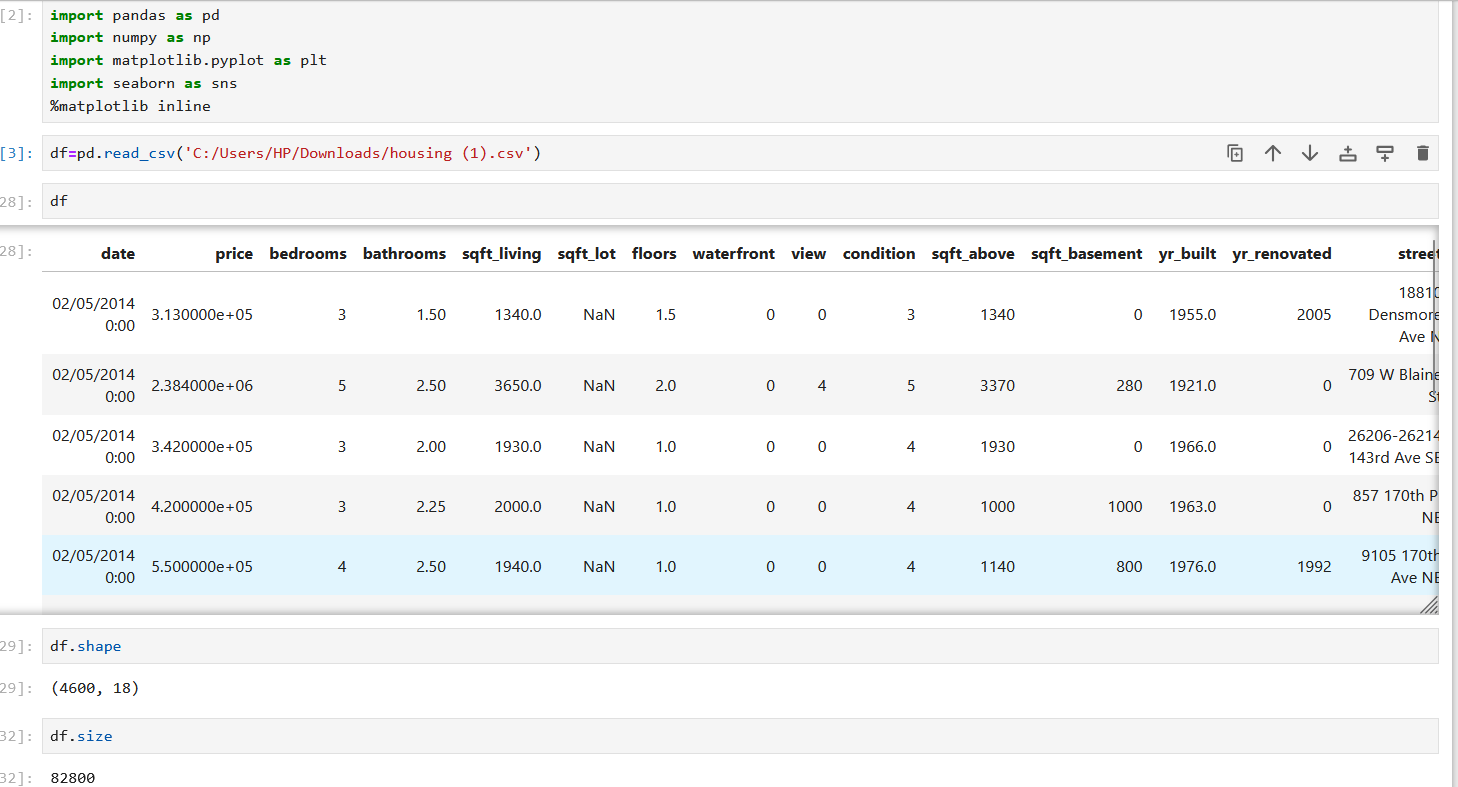 [2]: import pandas as pd
import numpy as np
import matplotlib.pyplot as plt
import seaborn as sns
%matplotlib inline
[3]: df=pd.read_csv('C:/Users/HP/Downloads/housing (1).csv')
28]: df
28]: date price bedrooms bathrooms sqft_living sqft_lot floors waterfront view condition sqft_above sqft_basement yr_built yr_renovated street
02/05/2014 0:00 3.130000e+05 3 1.50 1340.0 NaN 1.5 0 0 3 1340 0 1955.0 2005 18810 Densmore Ave N
02/05/2014 0:00 2.384000e+06 5 2.50 3650.0 NaN 2.0 0 4 5 3370 280 1921.0 0 709 W Blaine St
02/05/2014 0:00 3.420000e+05 3 2.00 1930.0 NaN 1.0 0 0 4 1930 0 1966.0 0 26206-26214 143rd Ave SE
02/05/2014 0:00 4.200000e+05 3 2.25 2000.0 NaN 1.0 0 0 4 1000 1000 1963.0 0 857 170th P NE
02/05/2014 0:00 5.500000e+05 4 2.50 1940.0 NaN 1.0 0 0 4 1140 800 1976.0 1992 9105 170th Ave NE
29]: df.shape
29]: (4600, 18)
32]: df.size
32]: 82800